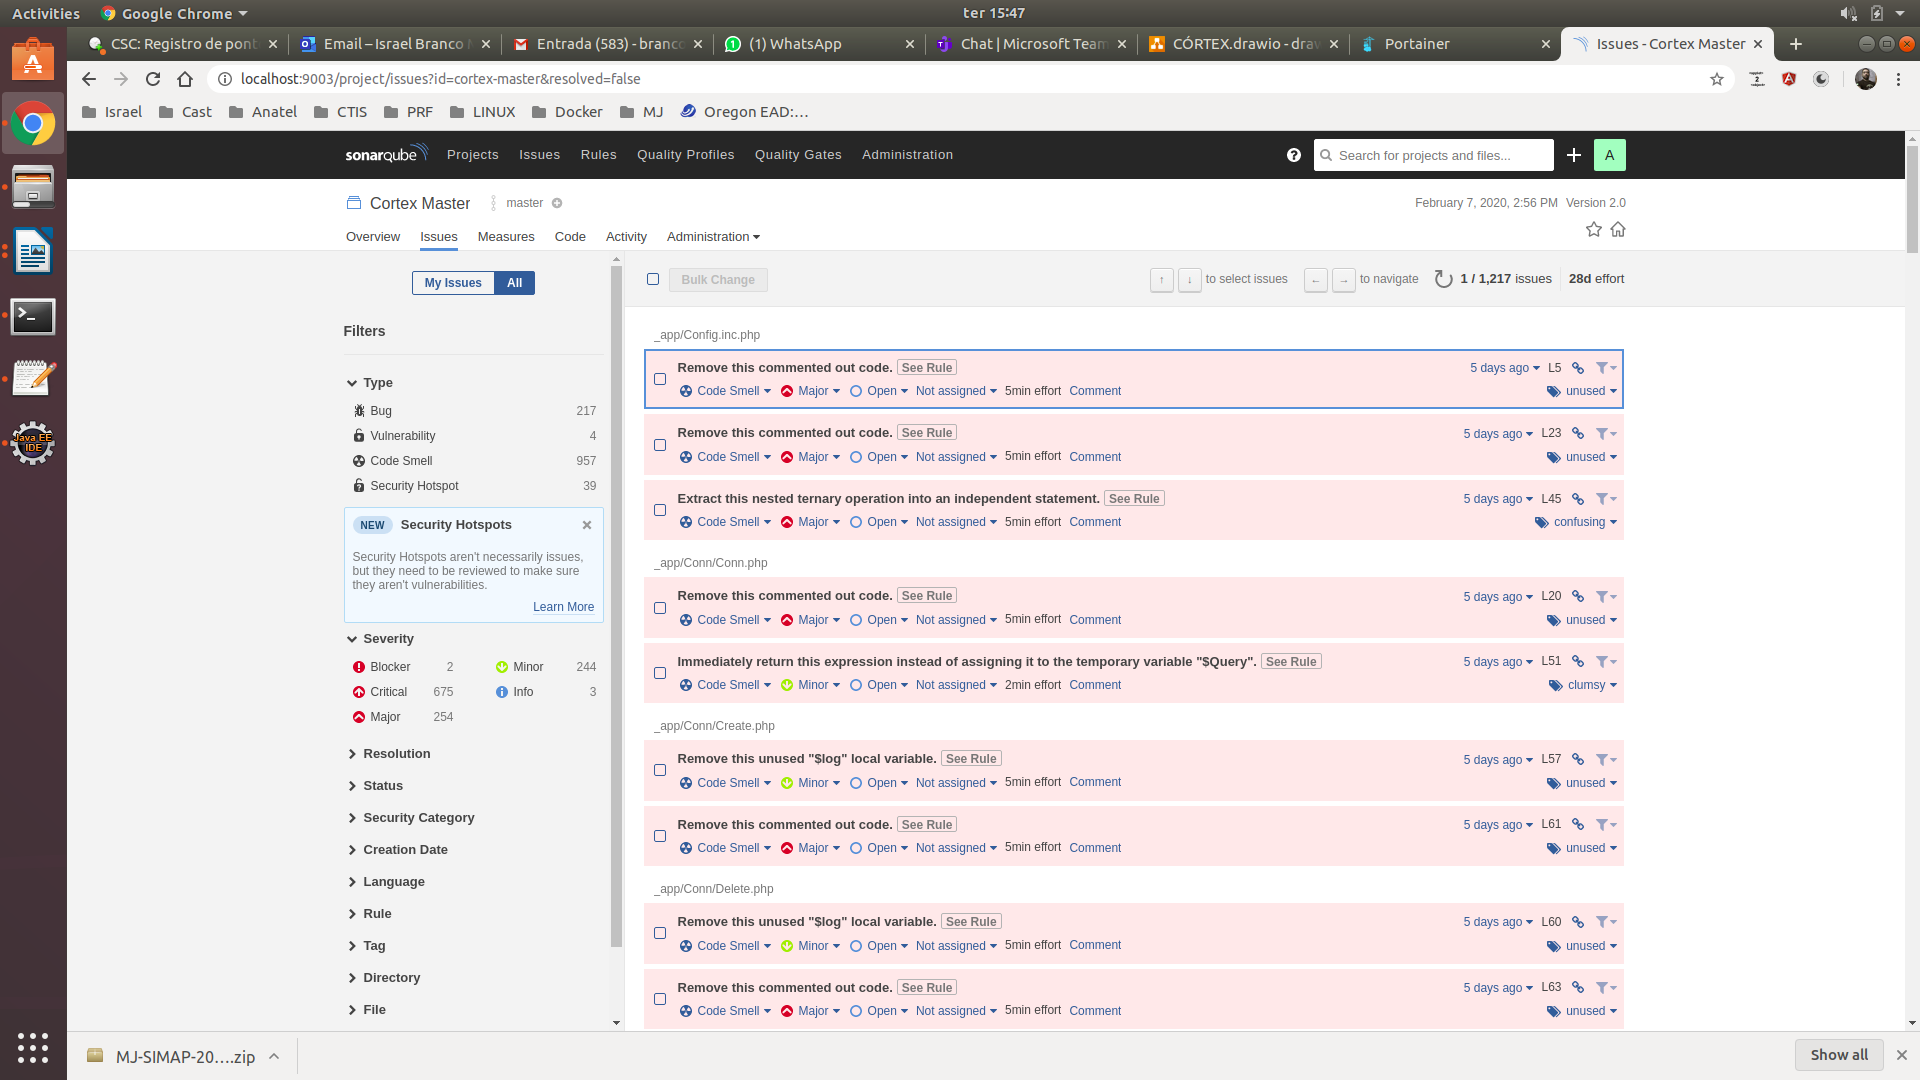 Activities
Google Chrome
ter 15:47
CSC: Registro de pont
Email – Israel Branco
Entrada (583) - branc
(1) WhatsApp
Chat | Microsoft Team
CÓRTEX.drawio - dra
Portainer
Issues - Cortex Master
localhost:9003/project/issues?id=cortex-master&resolved=false
Israel
Cast
Anatel
CTIS
PRF
LINUX
Docker
MJ
Oregon EAD:...
sonarqube Projects Issues Rules Quality Profiles Quality Gates Administration
Search for projects and files...
A
Cortex Master
master
February 7, 2020, 2:56 PM Version 2.0
Overview Issues Measures Code Activity Administration
My Issues All
Bulk Change
↑ ↓ to select issues ← → to navigate 1 / 1,217 issues 28d effort
Filters
Type
Bug 217
Vulnerability 4
Code Smell 957
Security Hotspot 39
NEW Security Hotspots
Security Hotspots aren't necessarily issues,
but they need to be reviewed to make sure
they aren't vulnerabilities.
Learn More
Severity
Blocker 2 Minor 244
Critical 675 Info 3
Major 254
Resolution
Status
Security Category
Creation Date
Language
Rule
Tag
Directory
File
_app/Config.inc.php
Remove this commented out code. See Rule 5 days ago L5
Code Smell Major Open Not assigned 5min effort Comment unused
Remove this commented out code. See Rule 5 days ago L23
Code Smell Major Open Not assigned 5min effort Comment unused
Extract this nested ternary operation into an independent statement. See Rule 5 days ago L45
Code Smell Major Open Not assigned 5min effort Comment confusing
_app/Conn/Conn.php
Remove this commented out code. See Rule 5 days ago L20
Code Smell Major Open Not assigned 5min effort Comment unused
Immediately return this expression instead of assigning it to the temporary variable "$Query". See Rule 5 days ago L51
Code Smell Minor Open Not assigned 2min effort Comment clumsy
_app/Conn/Create.php
Remove this unused "$log" local variable. See Rule 5 days ago L57
Code Smell Minor Open Not assigned 5min effort Comment unused
Remove this commented out code. See Rule 5 days ago L61
Code Smell Major Open Not assigned 5min effort Comment unused
_app/Conn/Delete.php
Remove this unused "$log" local variable. See Rule 5 days ago L60
Code Smell Minor Open Not assigned 5min effort Comment unused
Remove this commented out code. See Rule 5 days ago L63
Code Smell Major Open Not assigned 5min effort Comment unused
Java EE
IDE
MJ-SIMAP-20....zip
Show all